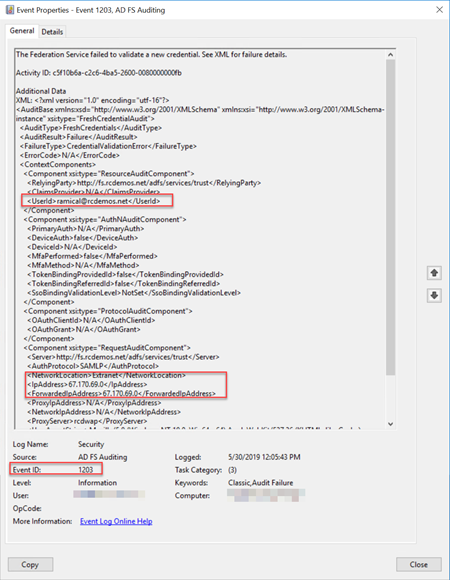 Event Properties - Event 1203, AD FS Auditing
General Details
The Federation Service failed to validate a new credential. See XML for failure details.
Activity ID: c5f10b6a-c2c6-4ba5-2600-0080000000fb
Additional Data
XML: <?xml version="1.0" encoding="utf-16"?>
<AuditBase xmlns:xsd="http://www.w3.org/2001/XMLSchema" xmlns:xsi="http://www.w3.org/2001/XMLSchema-
instance" xsi:type="FreshCredentialAudit">
<AuditType>FreshCredentials</AuditType>
<AuditResult>Failure</AuditResult>
<FailureType>CredentialValidationError</FailureType>
<ErrorCode>N/A</ErrorCode>
<ContextComponents>
<Component xsi:type="ResourceAuditComponent">
<RelyingParty>http://fs.rcdemos.net/adfs/services/trust</RelyingParty>
<ClaimsProvider>N/A</ClaimsProvider>
<UserId>ramical@rcdemos.net</UserId>
</Component>
<Component xsi:type="AuthNAuditComponent">
<PrimaryAuth>N/A</PrimaryAuth>
<DeviceAuth>false</DeviceAuth>
<DeviceId>N/A</DeviceId>
<MfaPerformed>false</MfaPerformed>
<MfaMethod>N/A</MfaMethod>
<TokenBindingProvidedId>false</TokenBindingProvidedId>
<TokenBindingReferredId>false</TokenBindingReferredId>
<SsoBindingValidationLevel>NotSet</SsoBindingValidationLevel>
</Component>
<Component xsi:type="ProtocolAuditComponent">
<OAuthClientId>N/A</OAuthClientId>
<OAuthGrant>N/A</OAuthGrant>
</Component>
<Component xsi:type="RequestAuditComponent">
<Server>http://fs.rcdemos.net/adfs/services/trust</Server>
<AuthProtocol>SAMLP</AuthProtocol>
<NetworkLocation>Extranet</NetworkLocation>
<IpAddress>67.170.69.0</IpAddress>
<ForwardedIpAddress>67.170.69.0</ForwardedIpAddress>
<ProxyIpAddress>N/A</ProxyIpAddress>
<NetworkIpAddress>N/A</NetworkIpAddress>
<ProxyServer>rcdwap</ProxyServer>
Log Name: Security
Source: AD FS Auditing Logged: 5/30/2019 12:05:43 PM
Event ID: 1203 Task Category: (3)
Level: Information Keywords: Classic,Audit Failure
User: Computer:
OpCode:
More Information: Event Log Online Help
Copy Close